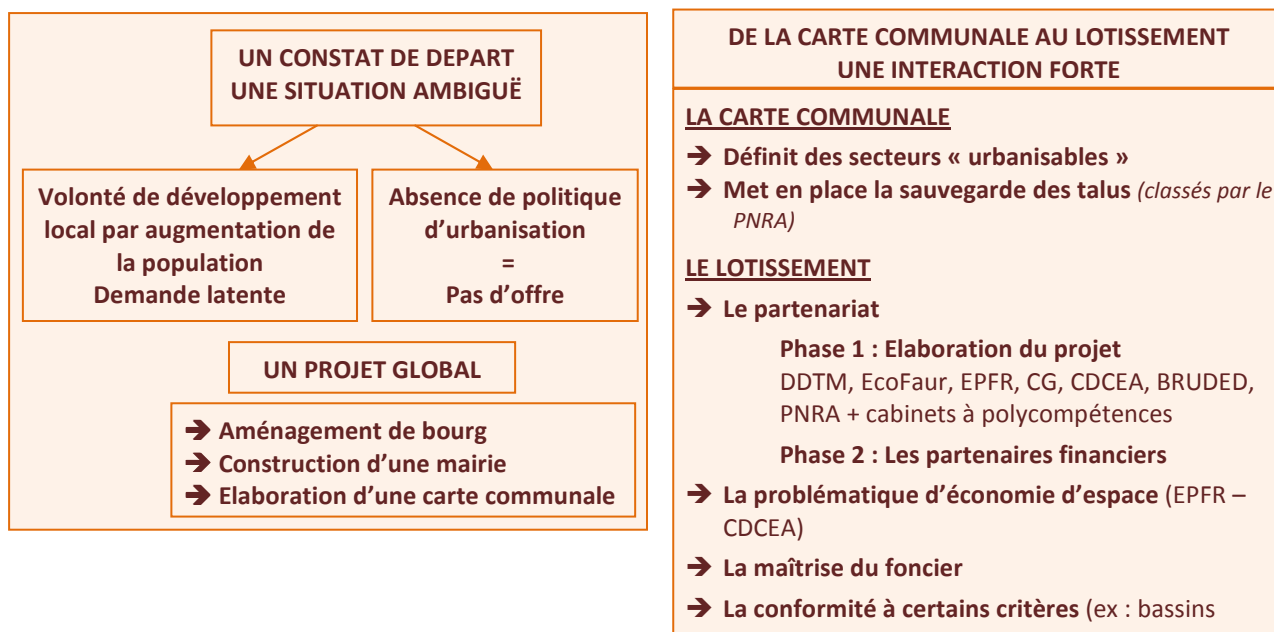 UN CONSTAT DE DEPART
UNE SITUATION AMBIGUË
Volonté de développement
local par augmentation de
la population
Demande latente
Absence de politique
d’urbanisation
=
Pas d’offre
UN PROJET GLOBAL
➔ Aménagement de bourg
➔ Construction d’une mairie
➔ Elaboration d’une carte communale
DE LA CARTE COMMUNALE AU LOTISSEMENT
UNE INTERACTION FORTE
LA CARTE COMMUNALE
➔ Définit des secteurs « urbanisables »
➔ Met en place la sauvegarde des talus (classés par le
PNRA)
LE LOTISSEMENT
➔ Le partenariat
Phase 1 : Elaboration du projet
DDTM, EcoFaur, EPFR, CG, CDCEA, BRUDED,
PNRA + cabinets à polycompétences
Phase 2 : Les partenaires financiers
➔ La problématique d’économie d’espace (EPFR –
CDCEA)
➔ La maîtrise du foncier
➔ La conformité à certains critères (ex : bassins